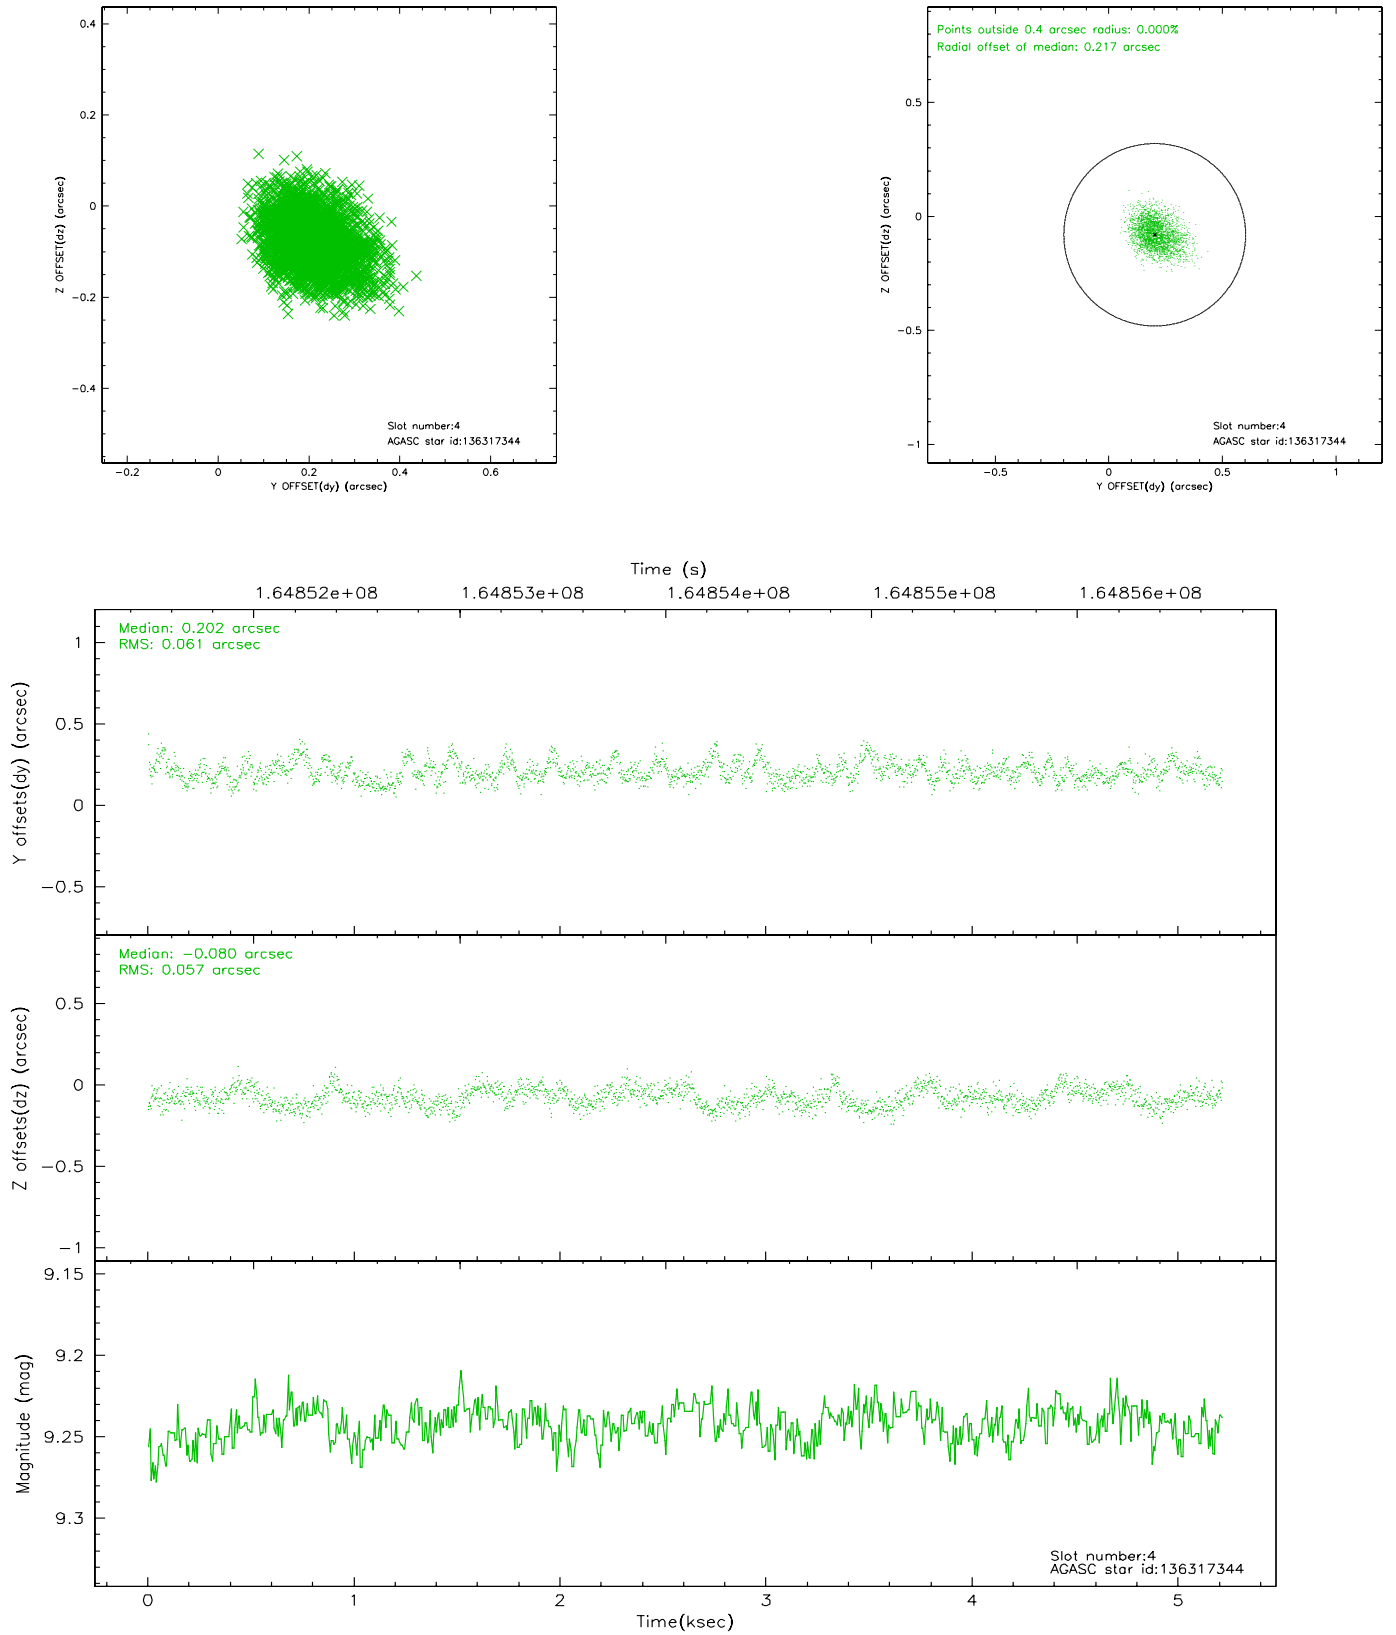 0.4
0.2
0
-0.2
-0.4
Z OFFSET(dz) (arcsec)
Slot number:4
AGASC star id:136317344
-0.2 0 0.2 0.4 0.6
Y OFFSET(dy) (arcsec)
Points outside 0.4 arcsec radius: 0.000%
Radial offset of median: 0.217 arcsec
0.5
0
-0.5
-1
Z OFFSET(dz) (arcsec)
Slot number:4
AGASC star id:136317344
-0.5 0 0.5 1
Y OFFSET(dy) (arcsec)
Time (s)
1.64852e+08 1.64853e+08 1.64854e+08 1.64855e+08 1.64856e+08
Median: 0.202 arcsec
RMS: 0.061 arcsec
1
0.5
0
-0.5
Y offsets(dy) (arcsec)
Median: -0.080 arcsec
RMS: 0.057 arcsec
0.5
0
-0.5
-1
Z offsets(dz) (arcsec)
9.15
9.2
9.25
9.3
Magnitude (mag)
Slot number:4
AGASC star id:136317344
0 1 2 3 4 5
Time(ksec)